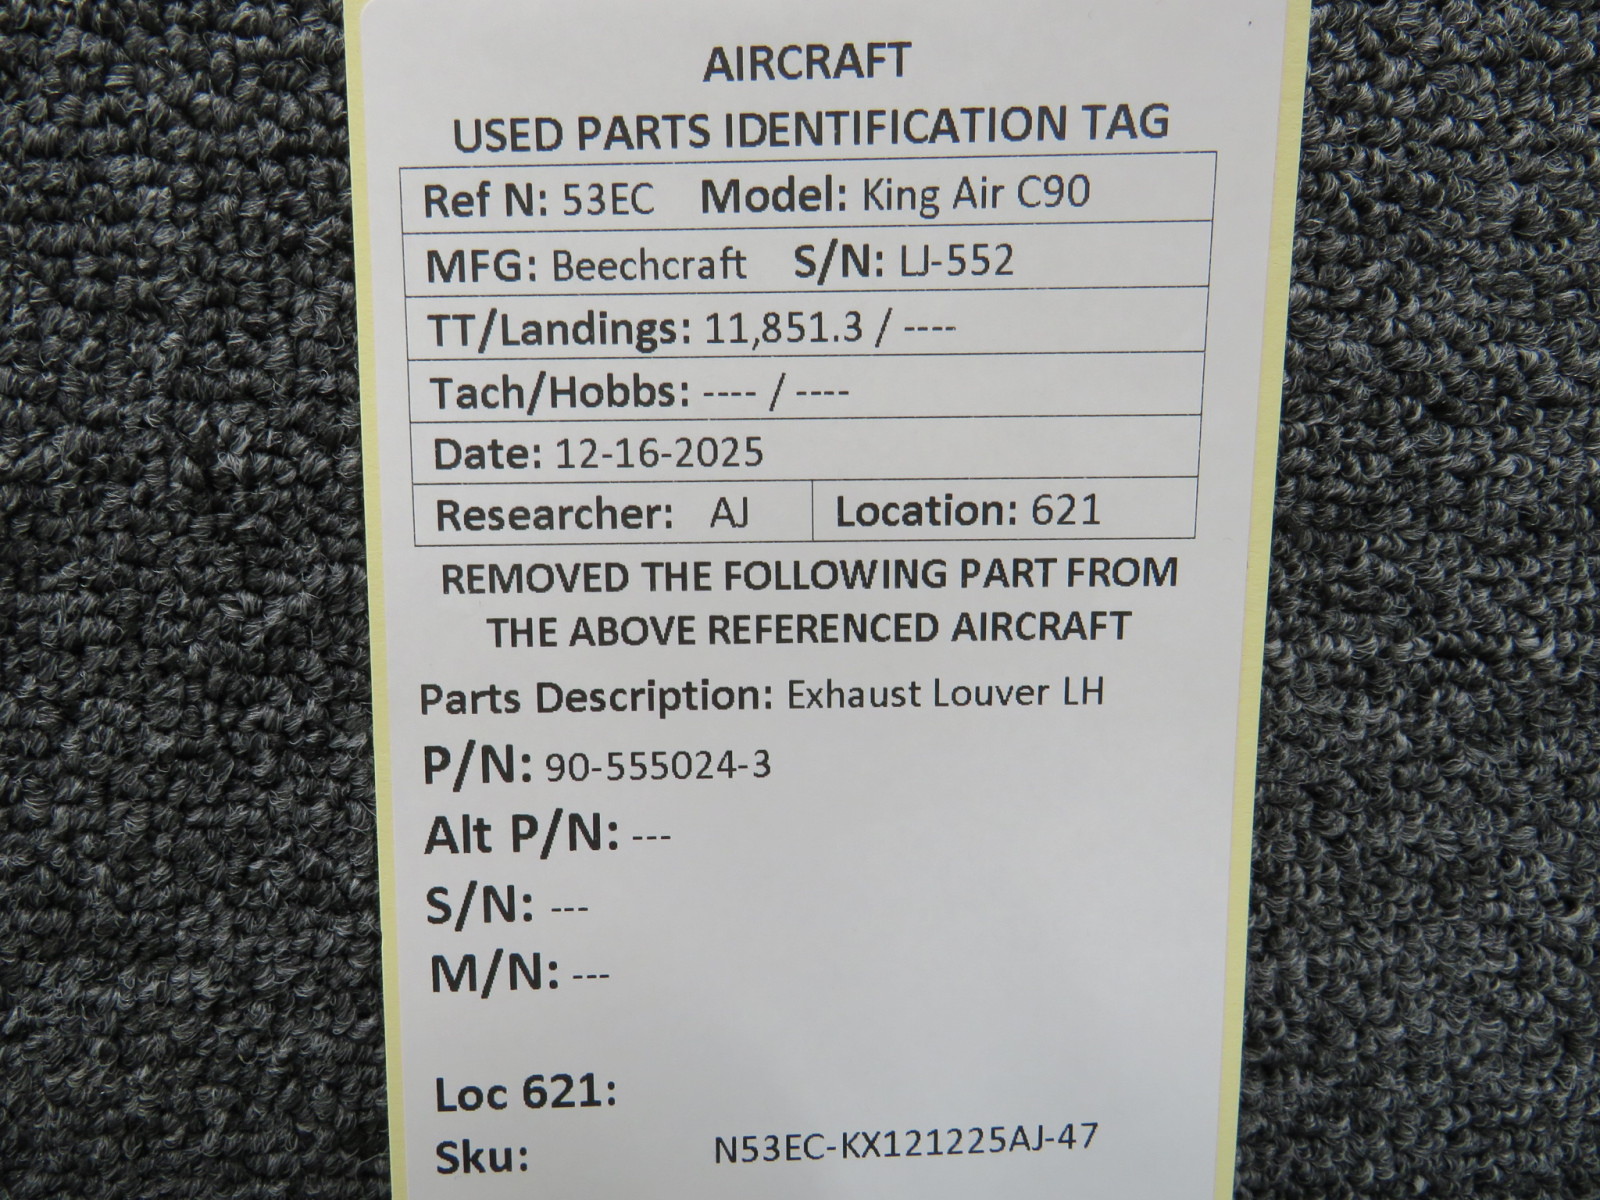 AIRCRAFT
USED PARTS IDENTIFICATION TAG
Ref N: 53EC Model: King Air C90
MFG: Beechcraft S/N: LJ-552
TT/Landings: 11,851.3 / ----
Tach/Hobbs: ---- / ----
Date: 12-16-2025
Researcher: AJ Location: 621
REMOVED THE FOLLOWING PART FROM
THE ABOVE REFERENCED AIRCRAFT
Parts Description: Exhaust Louver LH
P/N: 90-555024-3
Alt P/N: ---
S/N: ---
M/N: ---
Loc 621:
Sku: N53EC-KX121225AJ-47